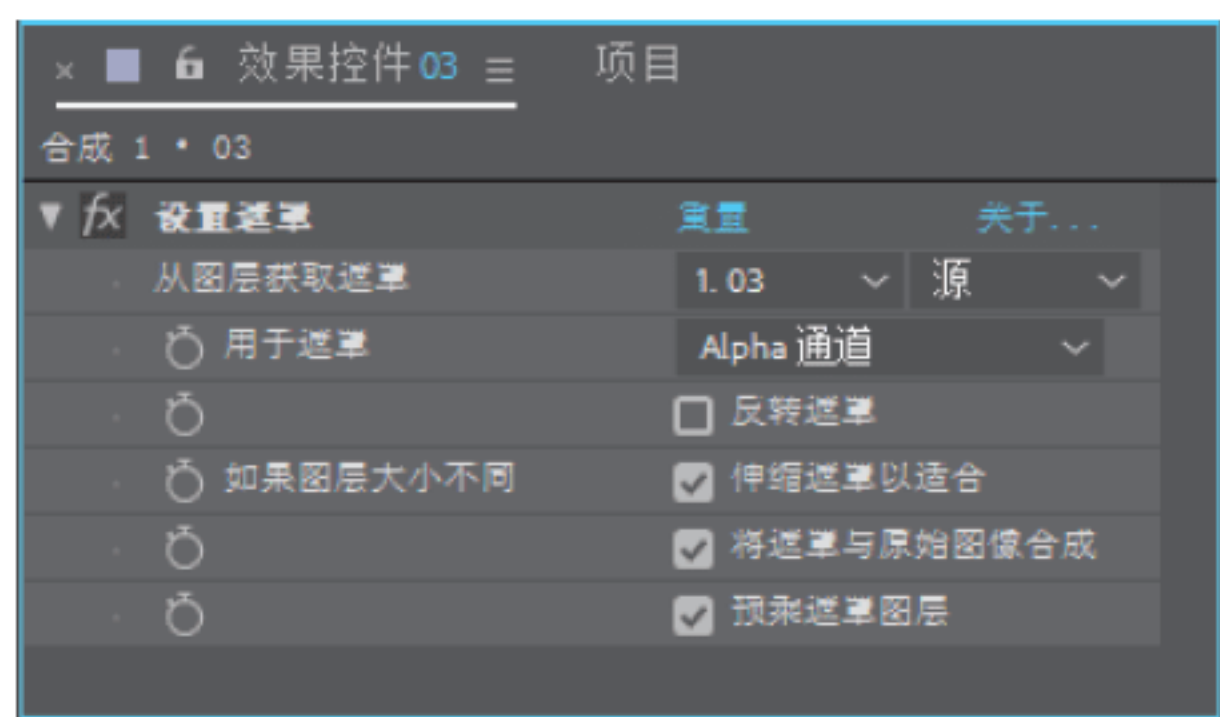 效果控件 03 项目
合成 1 • 03
fx 设置遮罩 重置 关于...
从图层获取遮罩 1. 03 源
用于遮罩 Alpha 通道
反转遮罩
如果图层大小不同 伸缩遮罩以适合
将遮罩与原始图像合成
预乘遮罩图层